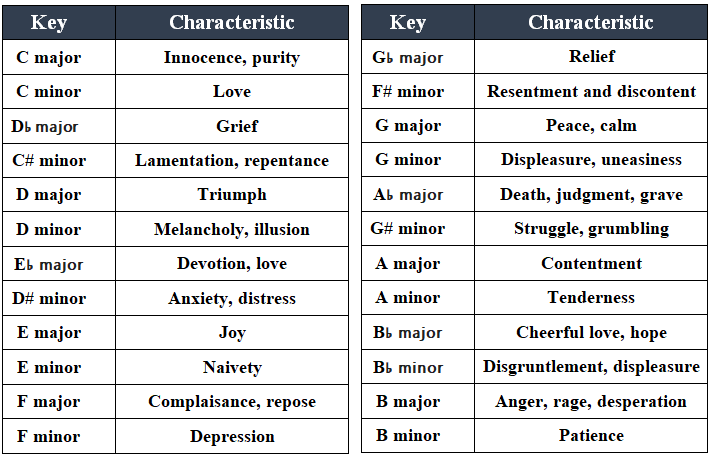 Key Characteristic
C major Innocence, purity
C minor Love
D♭ major Grief
C# minor Lamentation, repentance
D major Triumph
D minor Melancholy, illusion
E♭ major Devotion, love
D# minor Anxiety, distress
E major Joy
E minor Naivety
F major Complaisance, repose
F minor Depression
Key Characteristic
G♭ major Relief
F# minor Resentment and discontent
G major Peace, calm
G minor Displeasure, uneasiness
A♭ major Death, judgment, grave
G# minor Struggle, grumbling
A major Contentment
A minor Tenderness
B♭ major Cheerful love, hope
B♭ minor Disgruntlement, displeasure
B major Anger, rage, desperation
B minor Patience